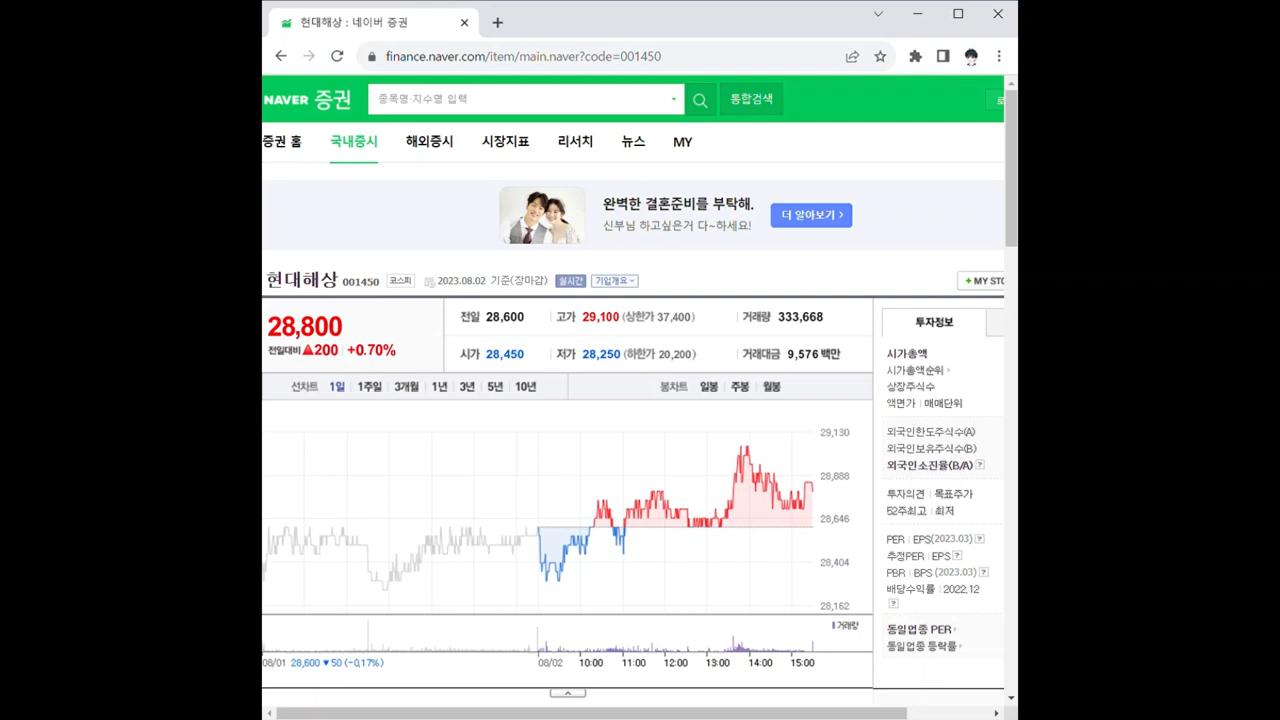 현대해상 : 네이버 증권
finance.naver.com/item/main.naver?code=001450
NAVER 증권 종목명·지수명 입력 통합검색
증권 홈 국내증시 해외증시 시장지표 리서치 뉴스 MY
완벽한 결혼준비를 부탁해.
신부님 하고싶은거 다~하세요!
더 알아보기
현대해상 001450 코스피 2023.08.02 기준(장마감) 실시간 기업개요
+ MY STO
28,800
전일대비 ▲200 +0.70%
전일 28,600 고가 29,100 (상한가 37,400) 거래량 333,668
시가 28,450 저가 28,250 (하한가 20,200) 거래대금 9,576 백만
선차트 1일 1주일 3개월 1년 3년 5년 10년 봉차트 일봉 주봉 월봉
29,130
28,888
28,646
28,404
28,162
거래량
08/01 28,600 ▼50 (-0.17%) 08/02 10:00 11:00 12:00 13:00 14:00 15:00
투자정보
시가총액
시가총액순위
상장주식수
액면가 매매단위
외국인한도주식수(A)
외국인보유주식수(B)
외국인소진율(B/A) ?
투자의견 목표주가
52주최고 최저
PER EPS(2023.03) ?
추정PER EPS ?
PBR BPS (2023.03) ?
배당수익률 2022.12
?
동일업종 PER
동일업종 등락률